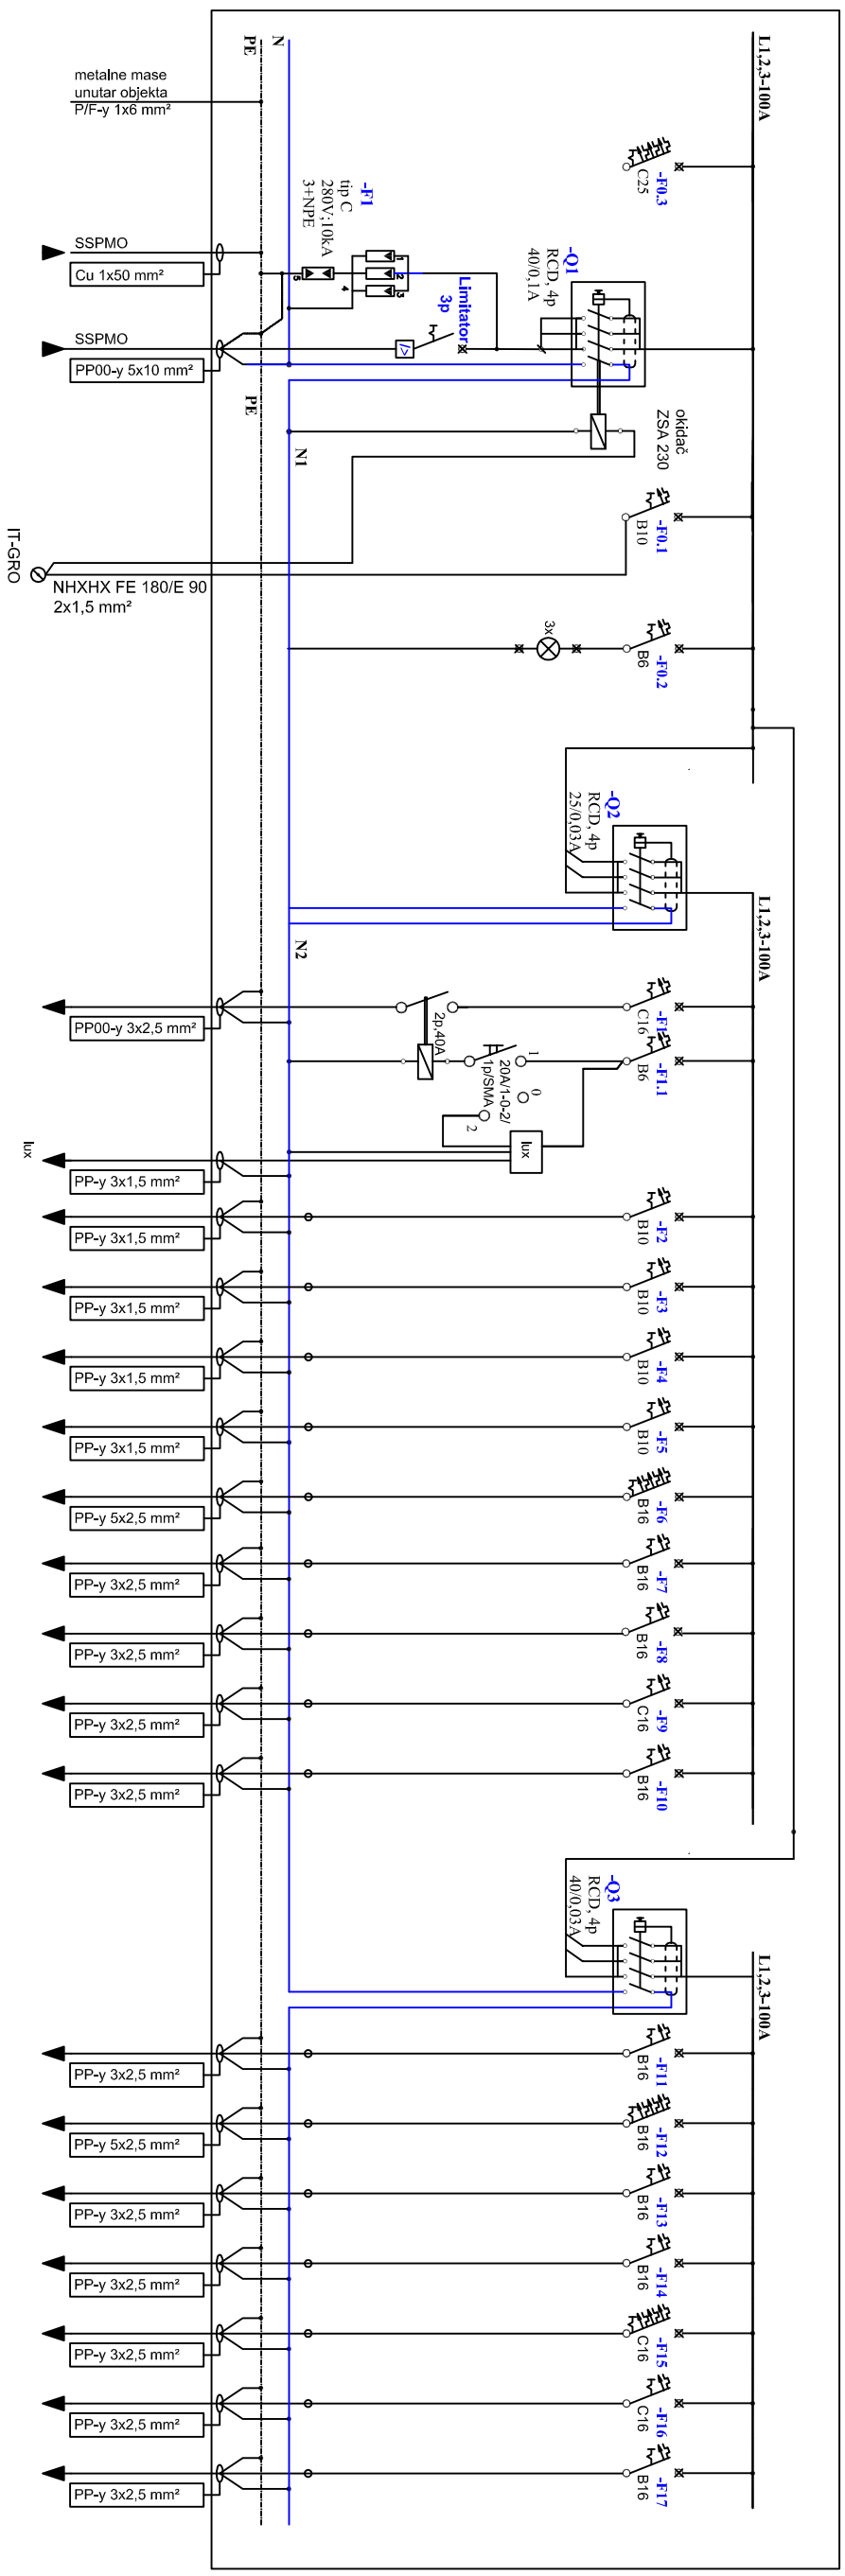 L1,2,3-100A
N
PE
metalne mase
unutar objekta
P/F-y 1x6 mm²
-F0.3
C25
SSPMO
Cu 1x50 mm²
-F1
tip C
280V;10kA
3+NPE
1
2
3
4
5
Limitator
3p
I>
-Q1
RCD, 4p
40/0,1A
SSPMO
PP00-y 5x10 mm²
PE
N1
okidač
ZSA 230
-F0.1
B10
IT-GRO
NHXHX FE 180/E 90
2x1,5 mm²
-F0.2
B6
3x
-Q2
RCD, 4p
25/0,03A
L1,2,3-100A
N2
-F1
C16
2p,40A
PP00-y 3x2,5 mm²
-F1.1
B6
20A/1-0-2/
1p/SMA
1
0
2
lux
lux
PP-y 3x1,5 mm²
-F2
B10
PP-y 3x1,5 mm²
-F3
B10
PP-y 3x1,5 mm²
-F4
B10
PP-y 3x1,5 mm²
-F5
B10
PP-y 3x1,5 mm²
-F6
B16
PP-y 5x2,5 mm²
-F7
B16
PP-y 3x2,5 mm²
-F8
B16
PP-y 3x2,5 mm²
-F9
C16
PP-y 3x2,5 mm²
-F10
B16
PP-y 3x2,5 mm²
-Q3
RCD, 4p
40/0,03A
L1,2,3-100A
-F11
B16
PP-y 3x2,5 mm²
-F12
B16
PP-y 5x2,5 mm²
-F13
B16
PP-y 3x2,5 mm²
-F14
B16
PP-y 3x2,5 mm²
-F15
C16
PP-y 3x2,5 mm²
-F16
C16
PP-y 3x2,5 mm²
-F17
B16
PP-y 3x2,5 mm²